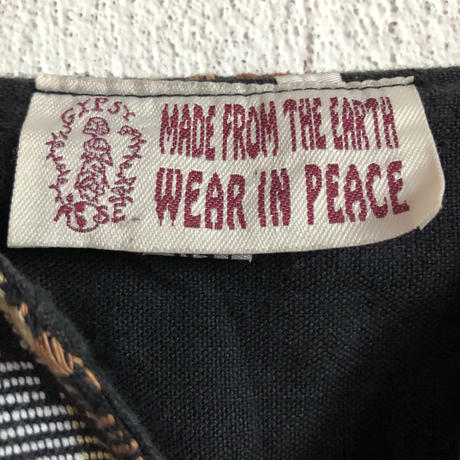 GYPSY
MADE FROM THE EARTH
WEAR IN PEACE